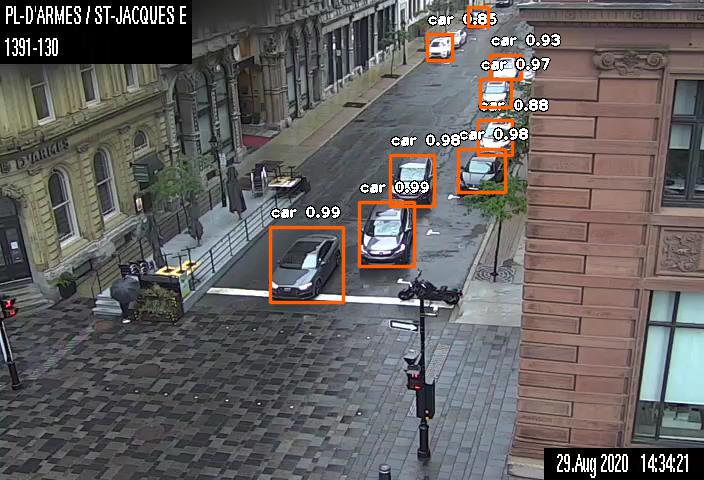 PL-D'ARMES / ST-JACQUES E
1391-130
car 0.85
car 0.93
car 0.97
car 0.88
car 0.98
car 0.98
car 0.99
car 0.99
D'ARMES
29.Aug 2020 14:34:21